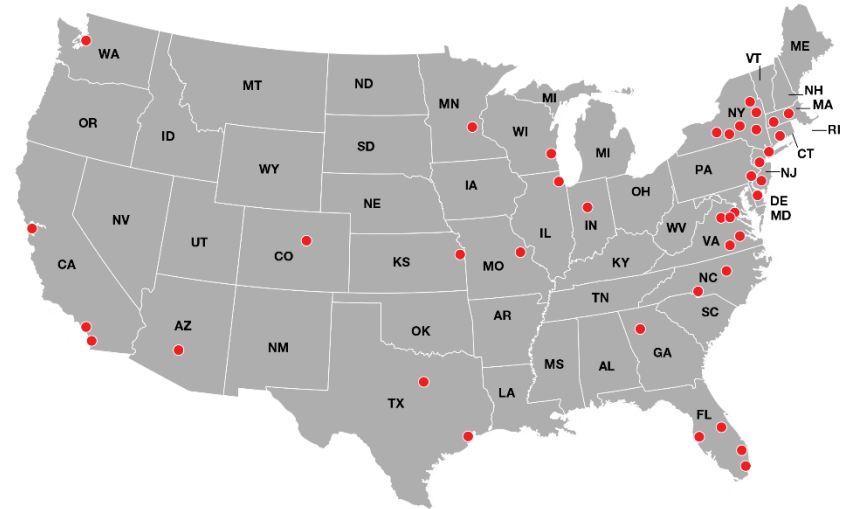 ME
VT
WA
NH
MT
ND
MA
MN
MI
NY
RI
OR
ID
WI
SD
MI
CT
PA
WY
NJ
IA
NE
OH
DE
MD
NV
IL
IN
WV
UT
VA
CO
CA
KS
MO
KY
NC
TN
SC
AZ
AR
OK
NM
GA
MS
AL
LA
TX
FL